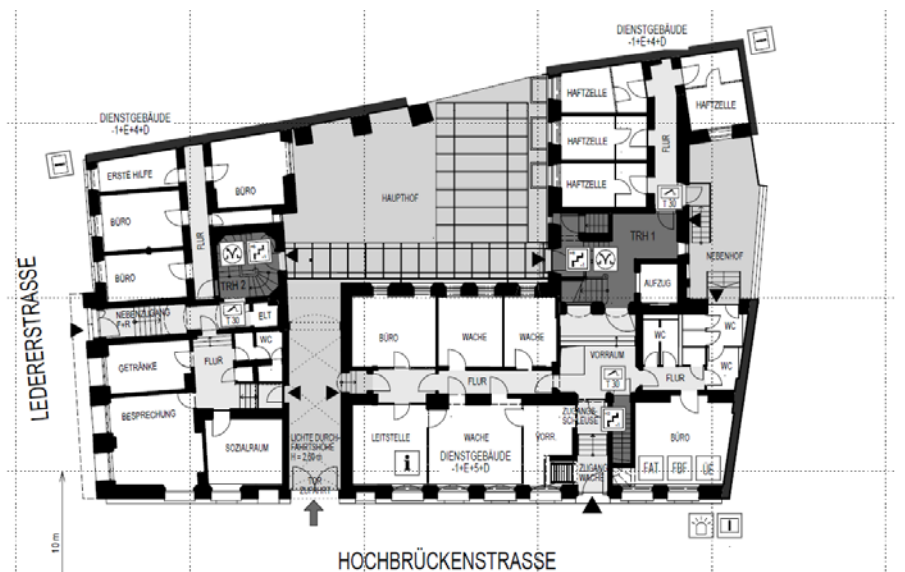 DIENSTGEBÄUDE
-1+E+4+D
DIENSTGEBÄUDE
-1+E+4+D
HAFTZELLE
HAFTZELLE
HAFTZELLE
HAFTZELLE
FLUR
T 30
ERSTE HILFE
BÜRO
BÜRO
BÜRO
FLUR
HAUPTHOF
TRH 1
NEBENHOF
AUFZUG
TRH 2
LEDERERSTRASSE
NEBENZUGANG
F+R
T 30
ELT
WC
GETRÄNKE
FLUR
BESPRECHUNG
SOZIALRAUM
LICHTE DURCH-
FAHRTSHÖHE
H = 2,69 m
TOR
ZUFAHRT
BÜRO
WACHE
WACHE
FLUR
VORRAUM
T 30
WC
WC
WC
FLUR
LEITSTELLE
i
WACHE
DIENSTGEBÄUDE
-1+E+5+D
VORR.
ZUGANGS-
SCHLEUSE
ZUGANG
WACHE
BÜRO
FAT
FBF
ÜE
10 m
HOCHBRÜCKENSTRASSE